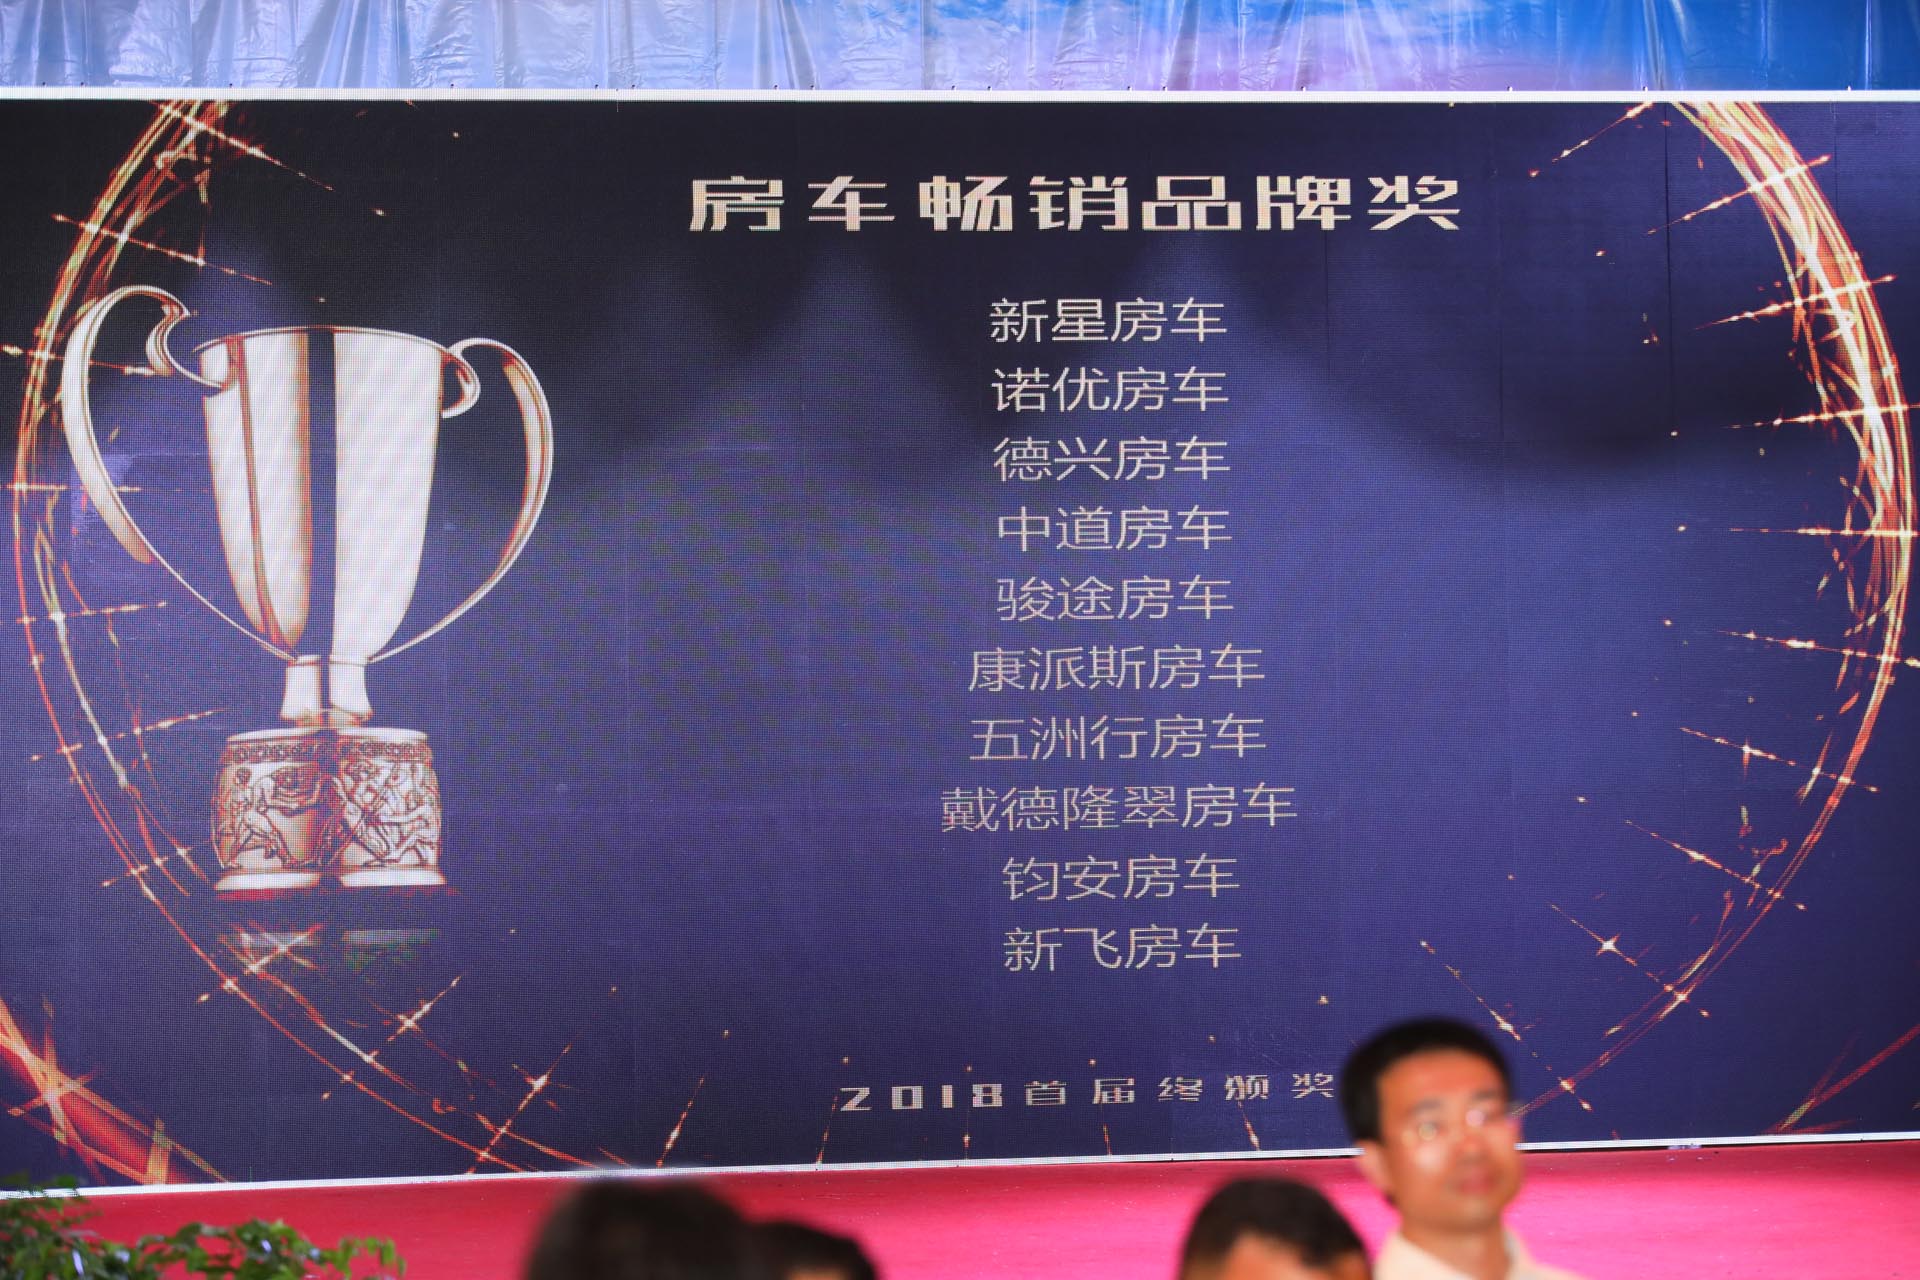 房车畅销品牌奖
新星房车
诺优房车
德兴房车
中道房车
骏途房车
康派斯房车
五洲行房车
戴德隆翠房车
钧安房车
新飞房车
2018首届终颁奖